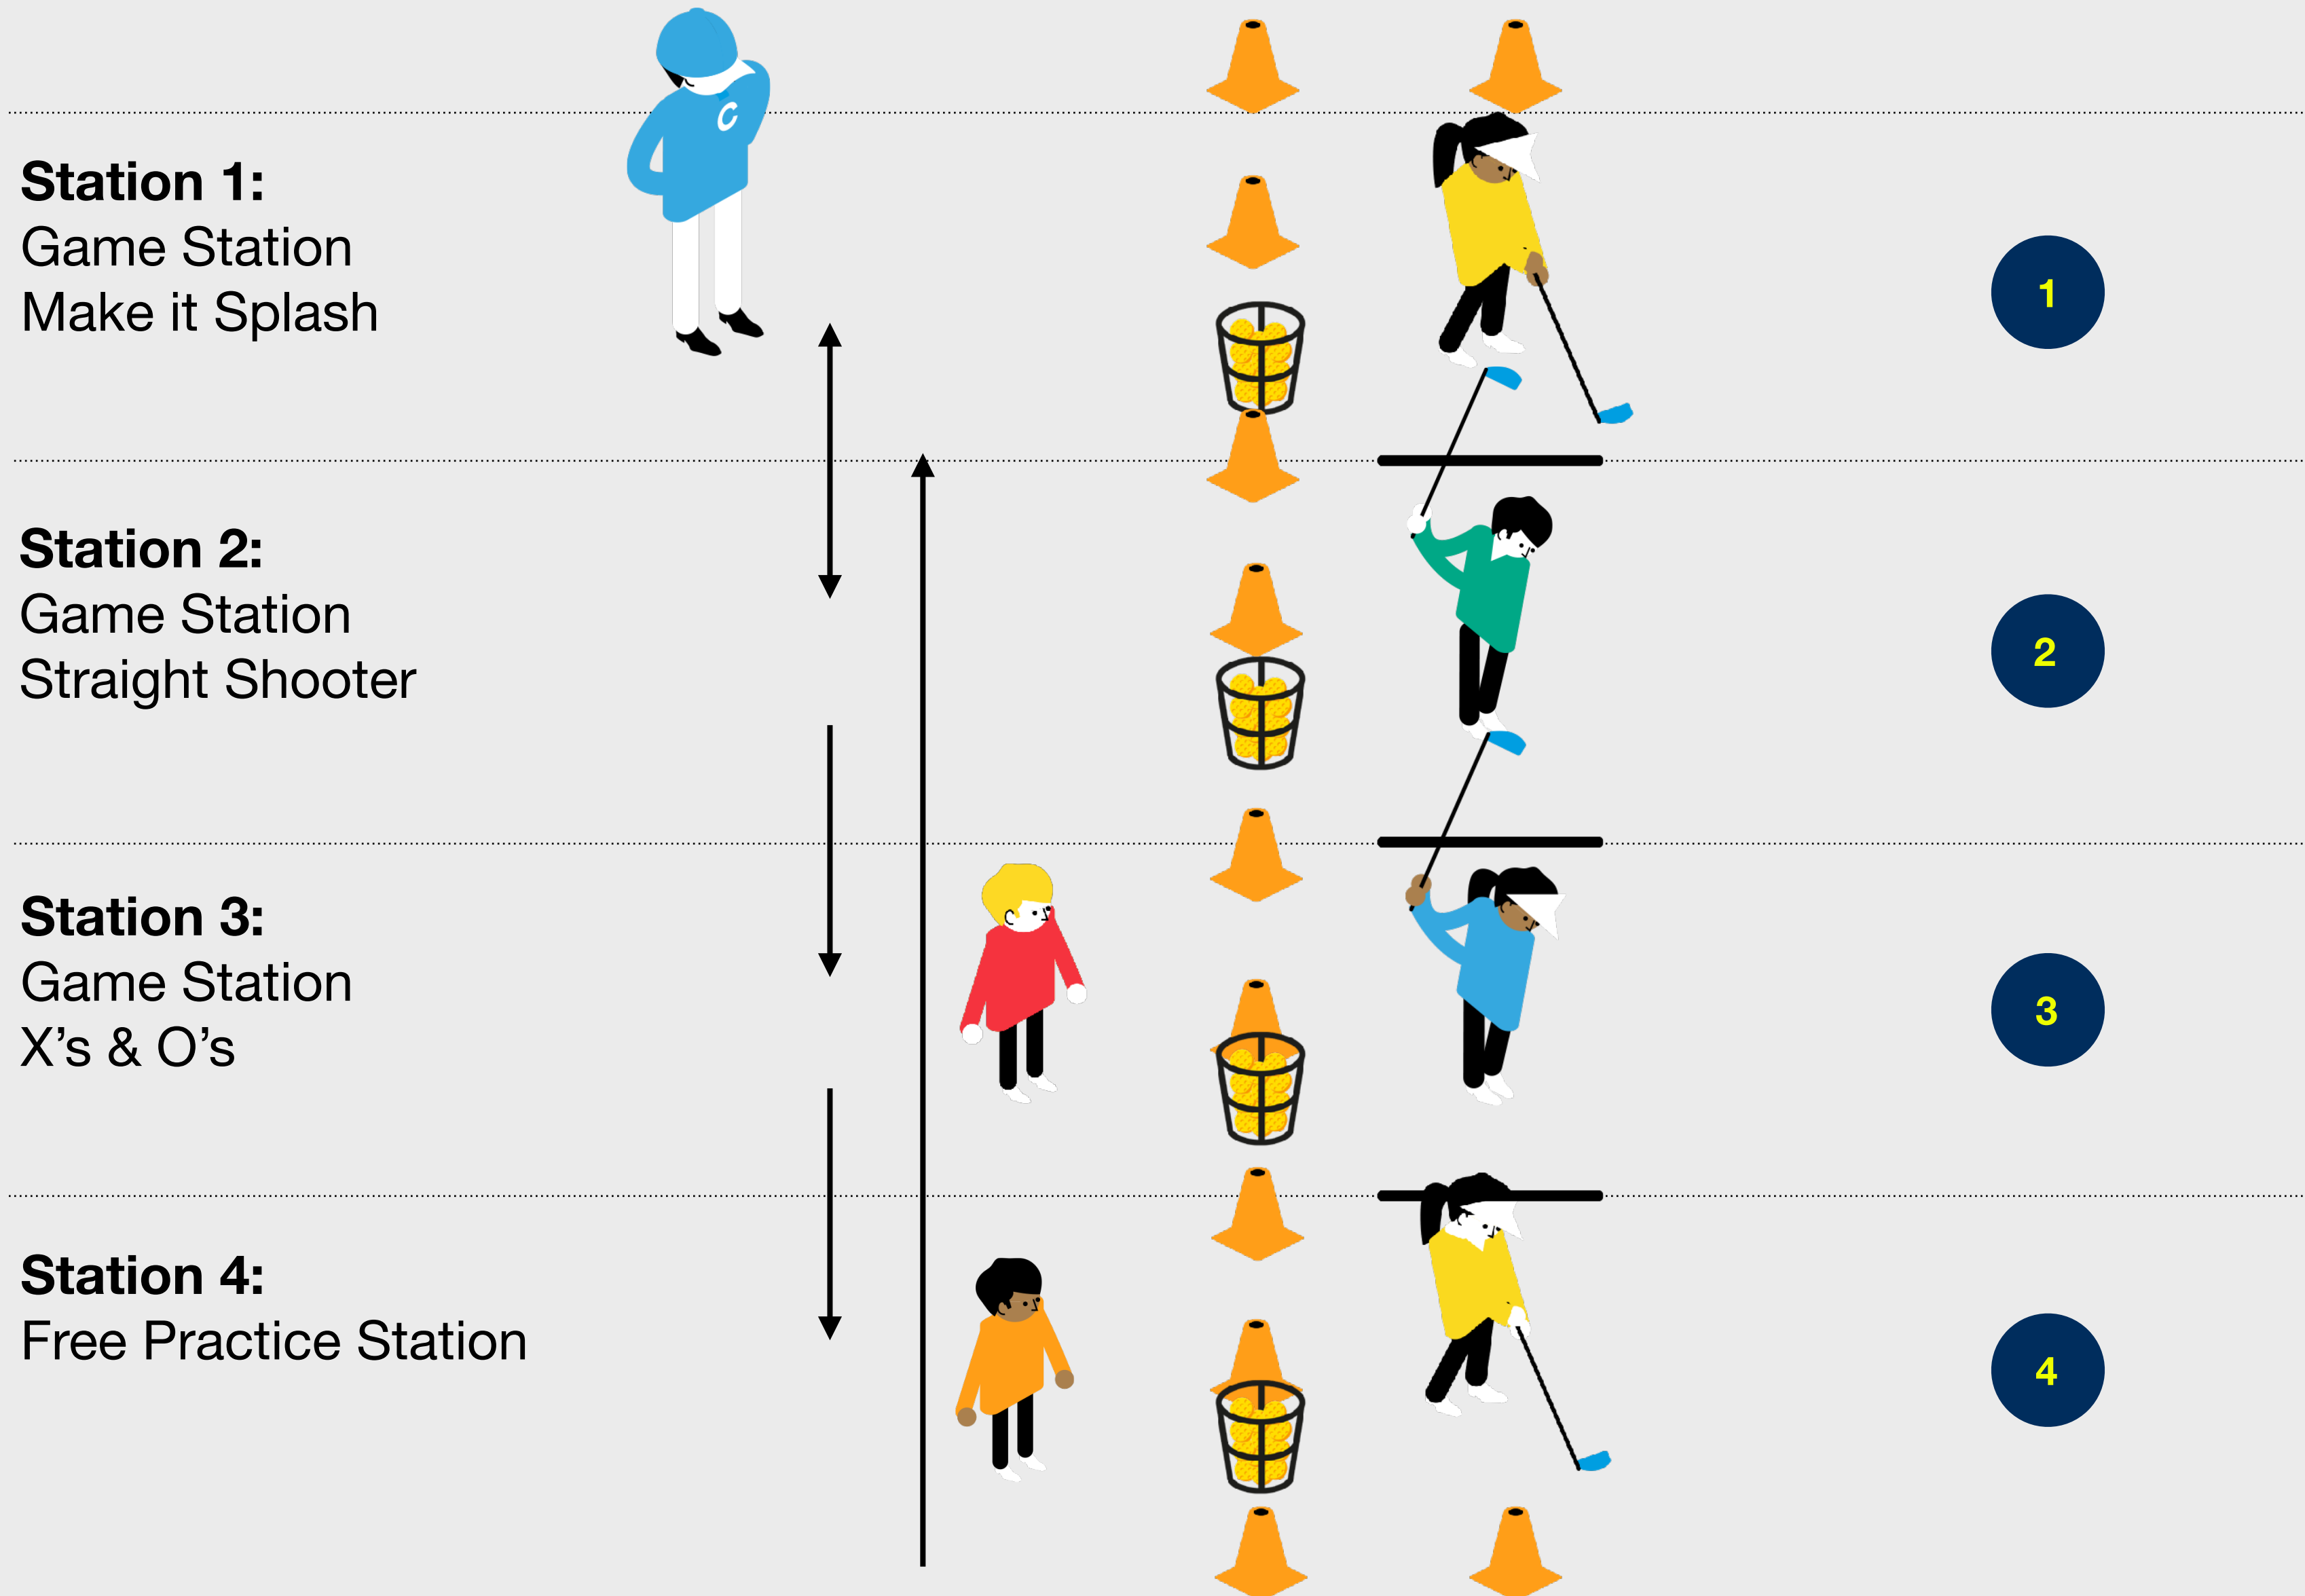 C
Station 1:
Game Station
Make it Splash
1
Station 2:
Game Station
Straight Shooter
2
Station 3:
Game Station
X’s & O’s
3
Station 4:
Free Practice Station
4